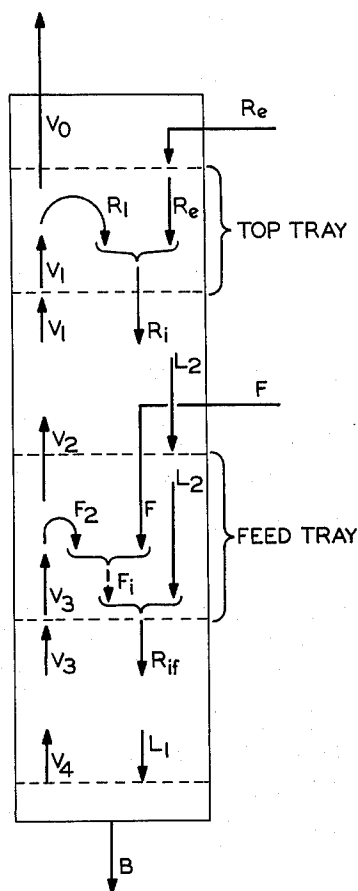 V0
Re
R1
Re
TOP TRAY
V1
V1
Ri
L2
F
V2
L2
F2
F
FEED TRAY
V3
Fi
V3
Rif
V4
L1
B